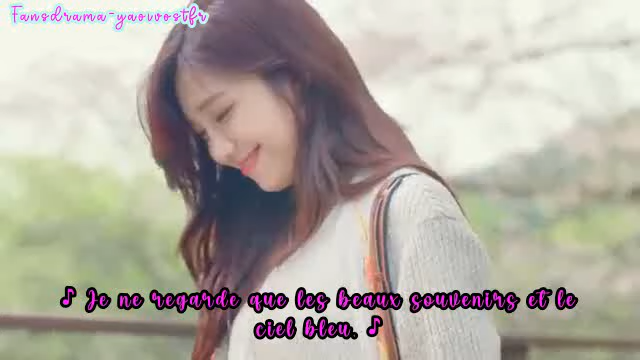 Fansdrama-yaoivostfr
♪ Je ne regarde que les beaux souvenirs et le
ciel bleu. ♪